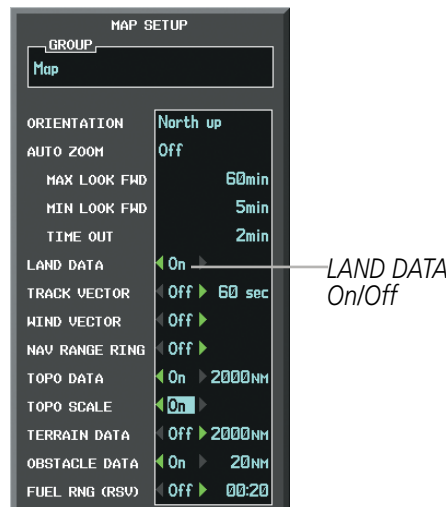 MAP SETUP
GROUP
Map
ORIENTATION North up
AUTO ZOOM Off
MAX LOOK FWD 60min
MIN LOOK FWD 5min
TIME OUT 2min
LAND DATA On
LAND DATA
On/Off
TRACK VECTOR Off 60 sec
WIND VECTOR Off
NAV RANGE RING Off
TOPO DATA On 2000NM
TOPO SCALE On
TERRAIN DATA Off 2000NM
OBSTACLE DATA On 20NM
FUEL RNG (RSV) Off 00:20